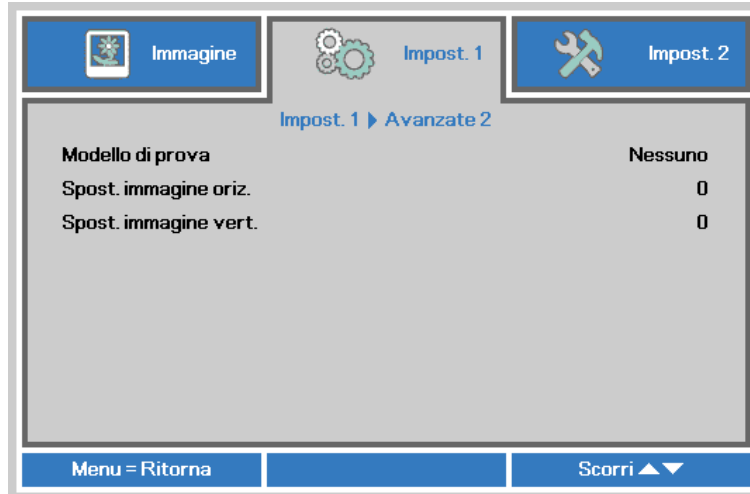 Immagine
Impost. 1
Impost. 2
Impost. 1 ▶ Avanzate 2
Modello di prova Nessuno
Spost. immagine oriz. 0
Spost. immagine vert. 0
Menu = Ritorna
Scorri ▲▼